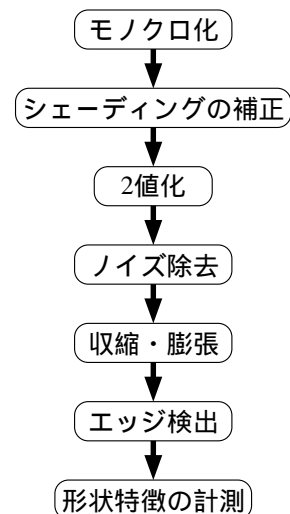 モノクロ化
シェーディングの補正
2値化
ノイズ除去
収縮・膨張
エッジ検出
形状特徴の計測